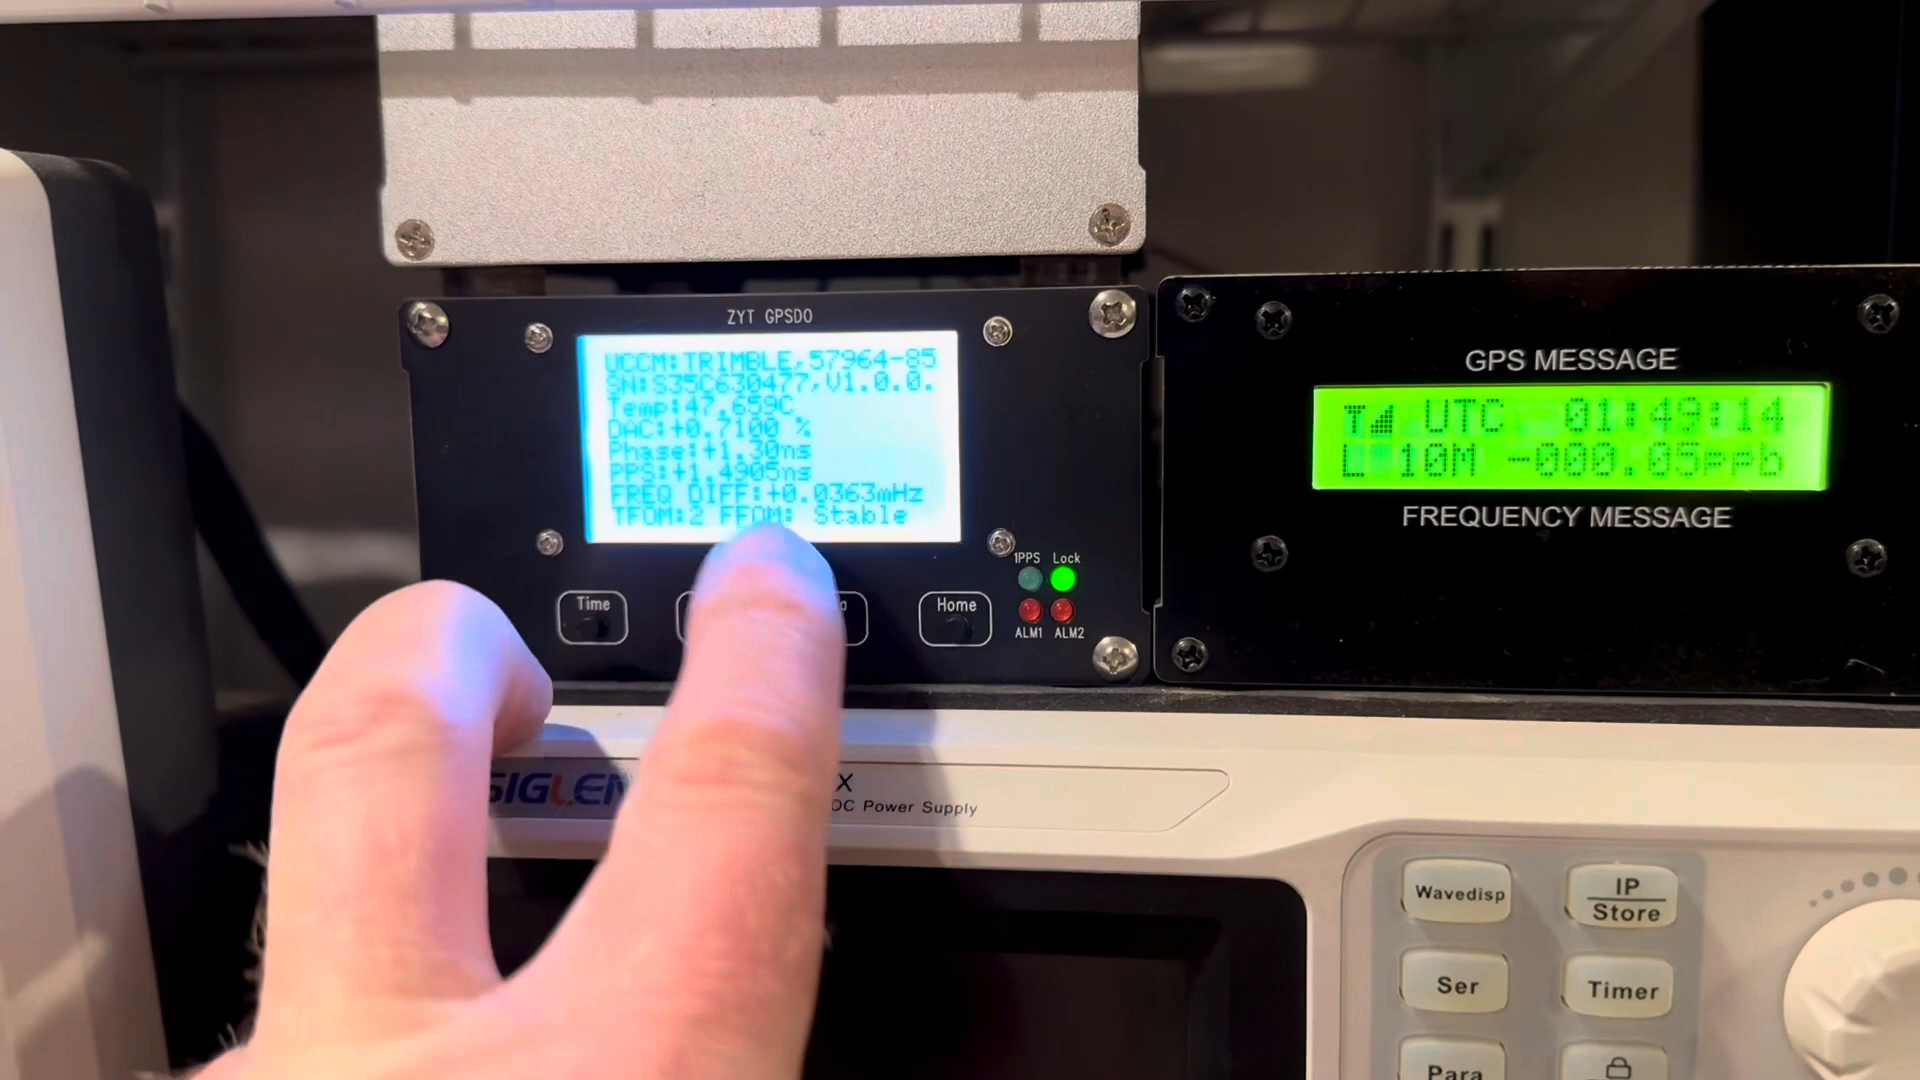 ZYT GPSDO
UCCM:TRIMBLE,57964-85
SN:S35C630477,V1.0.0.
Temp:47.659C
DAC:+0.7100 %
Phase:+1.30ns
PPS:+1.4905ns
FREQ DIFF:+0.0363mHz
TFOM:2 FFOM: Stable
1PPS Lock
ALM1 ALM2
Time
Home
GPS MESSAGE
UTC 01:49:14
L 10M -000.05ppb
FREQUENCY MESSAGE
SIGLENT
X
DC Power Supply
Wavedisp
IP
Store
Ser
Timer
Para